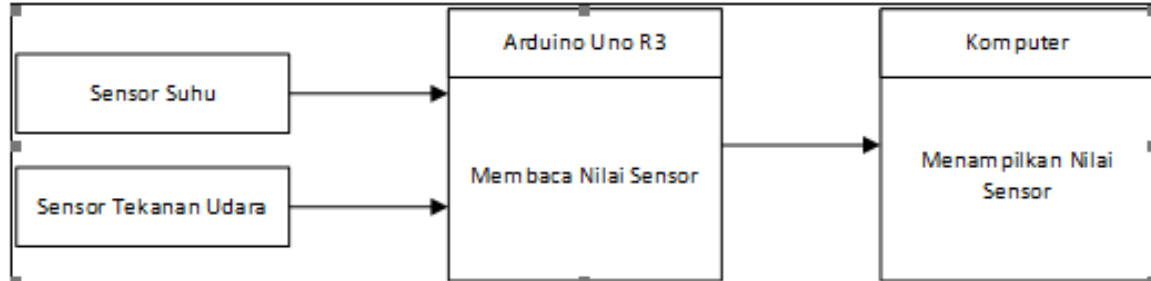 Arduino Uno R3
Komputer
Sensor Suhu
Membaca Nilai Sensor
Menampilkan Nilai
Sensor
Sensor Tekanan Udara